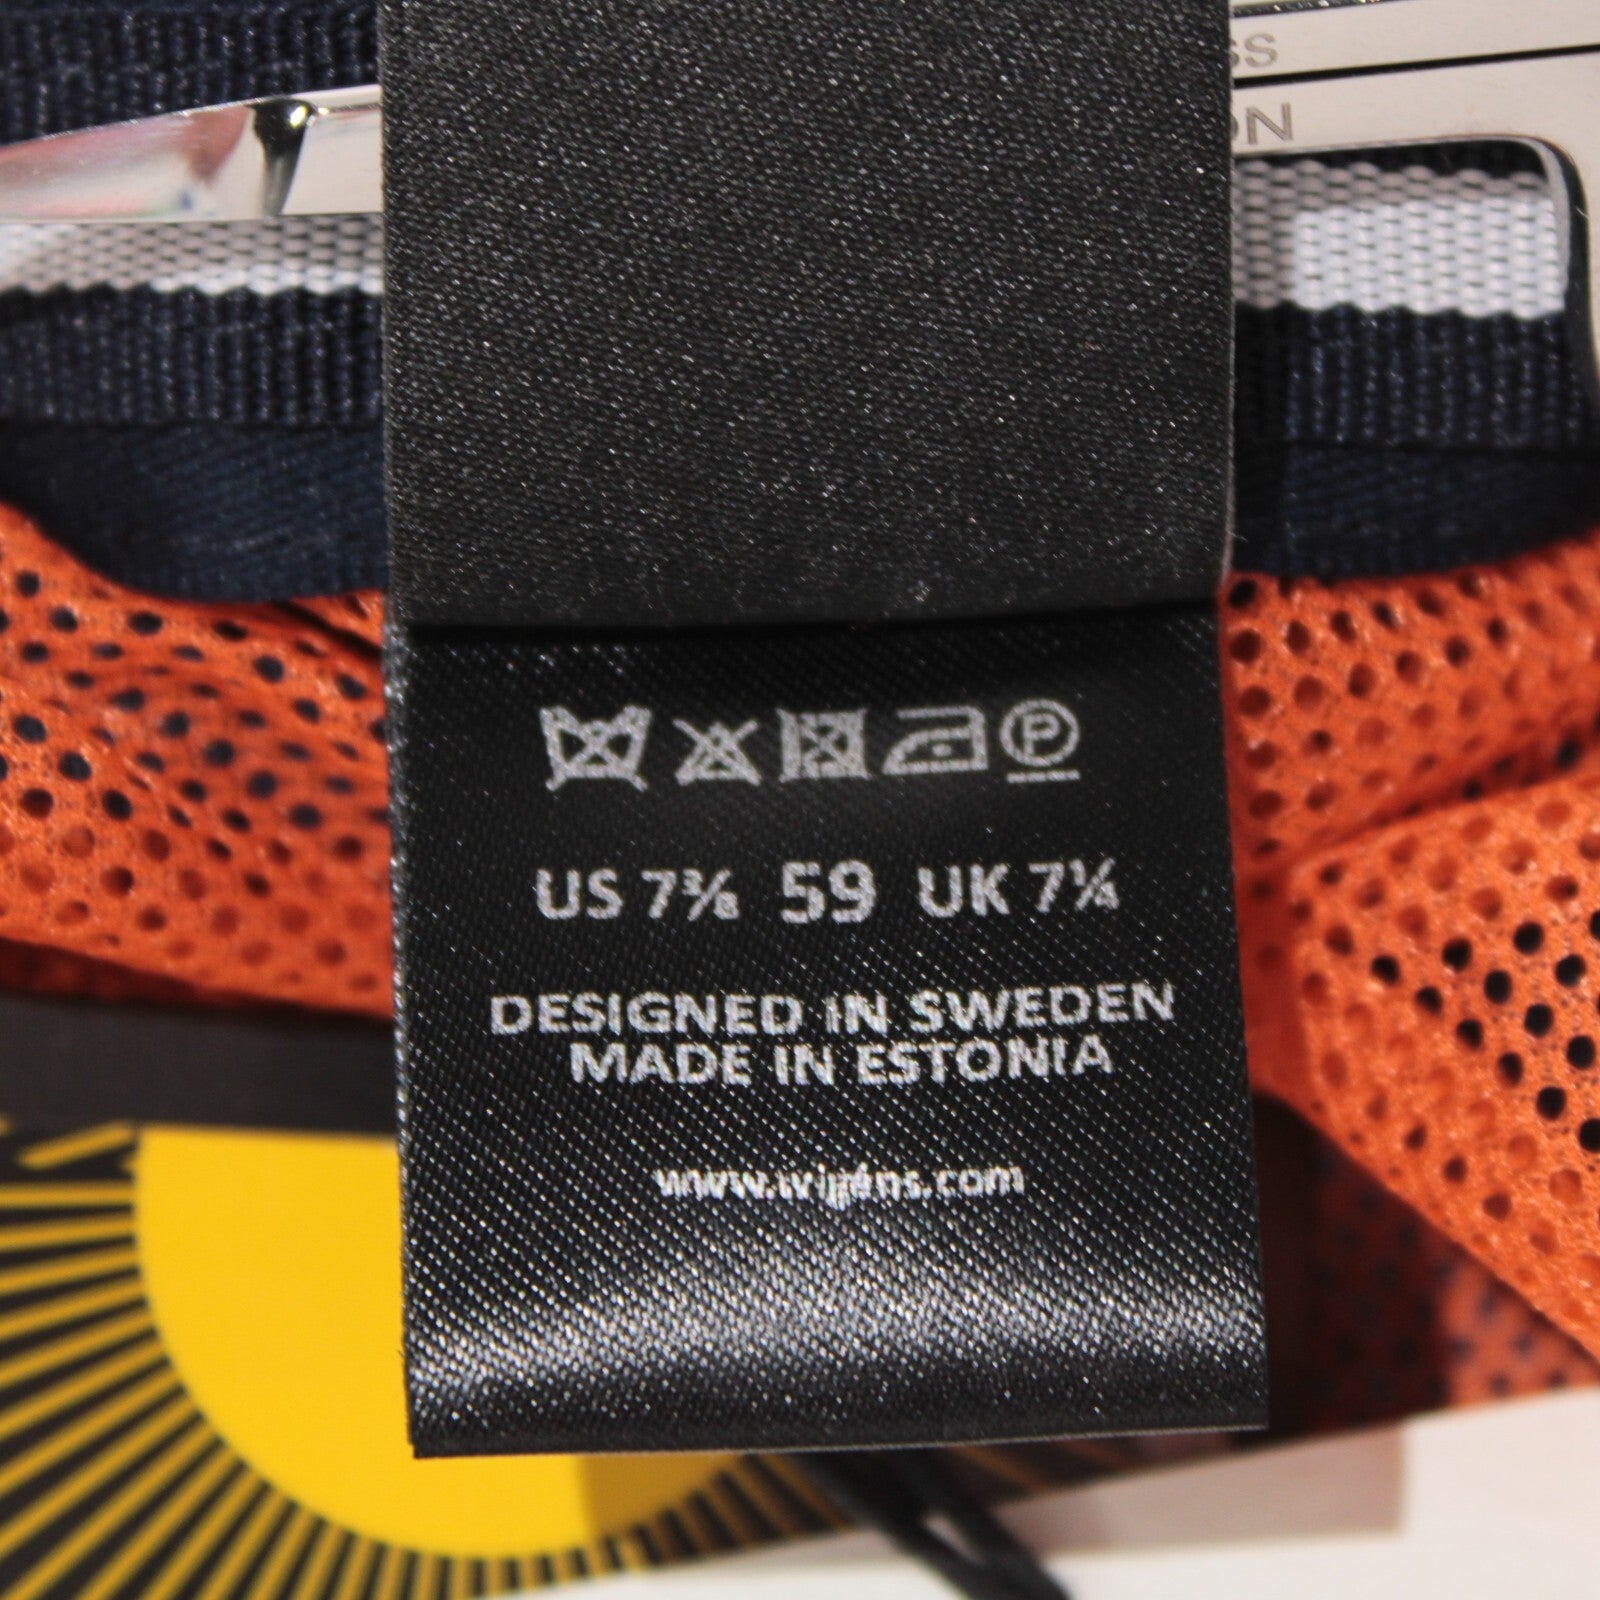 US 7⅜ 59 UK 7¼
DESIGNED IN SWEDEN
MADE IN ESTONIA
www.wigens.com